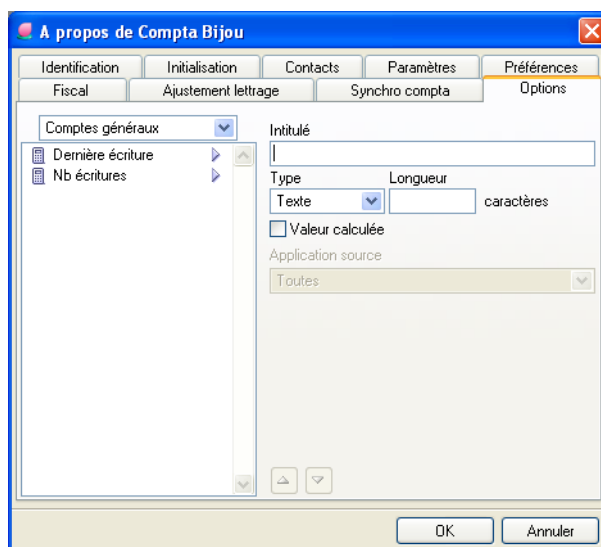 A propos de Compta Bijou
Identification Initialisation Contacts Paramètres Préférences
Fiscal Ajustement lettrage Synchro compta Options
Comptes généraux
Dernière écriture
Nb écritures
Intitulé
Type Longueur
Texte caractères
Valeur calculée
Application source
Toutes
OK Annuler